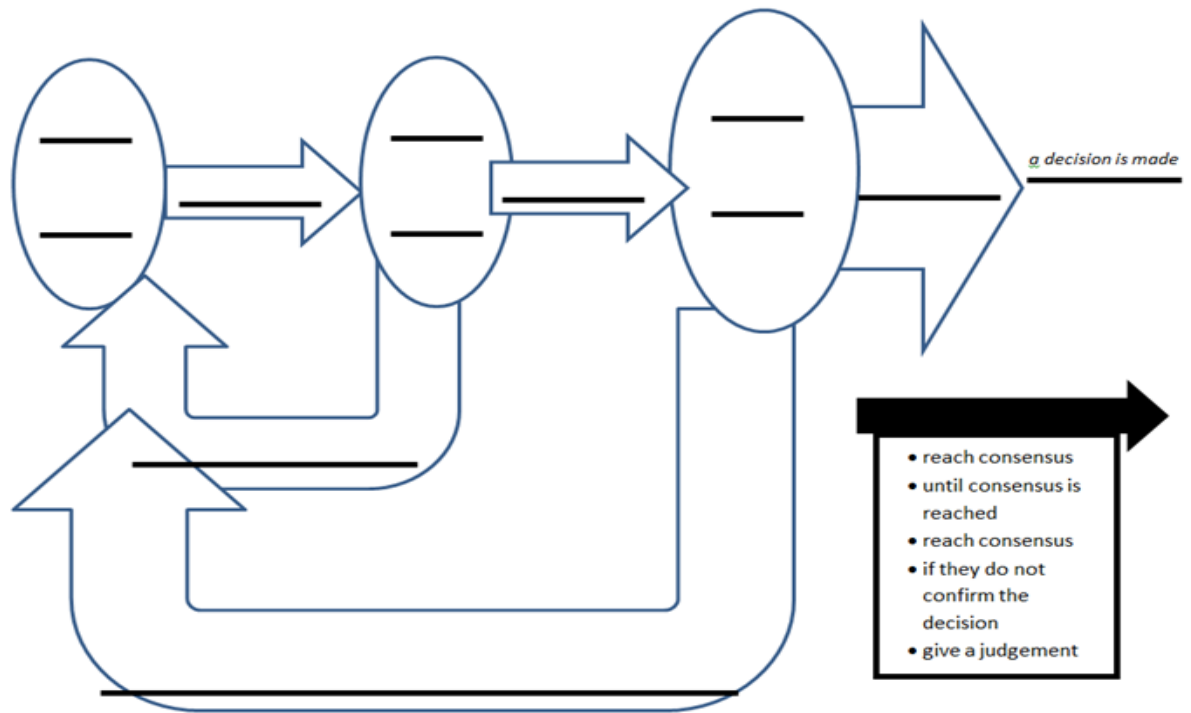 a decision is made
• reach consensus
• until consensus is
reached
• reach consensus
• if they do not
confirm the
decision
• give a judgement